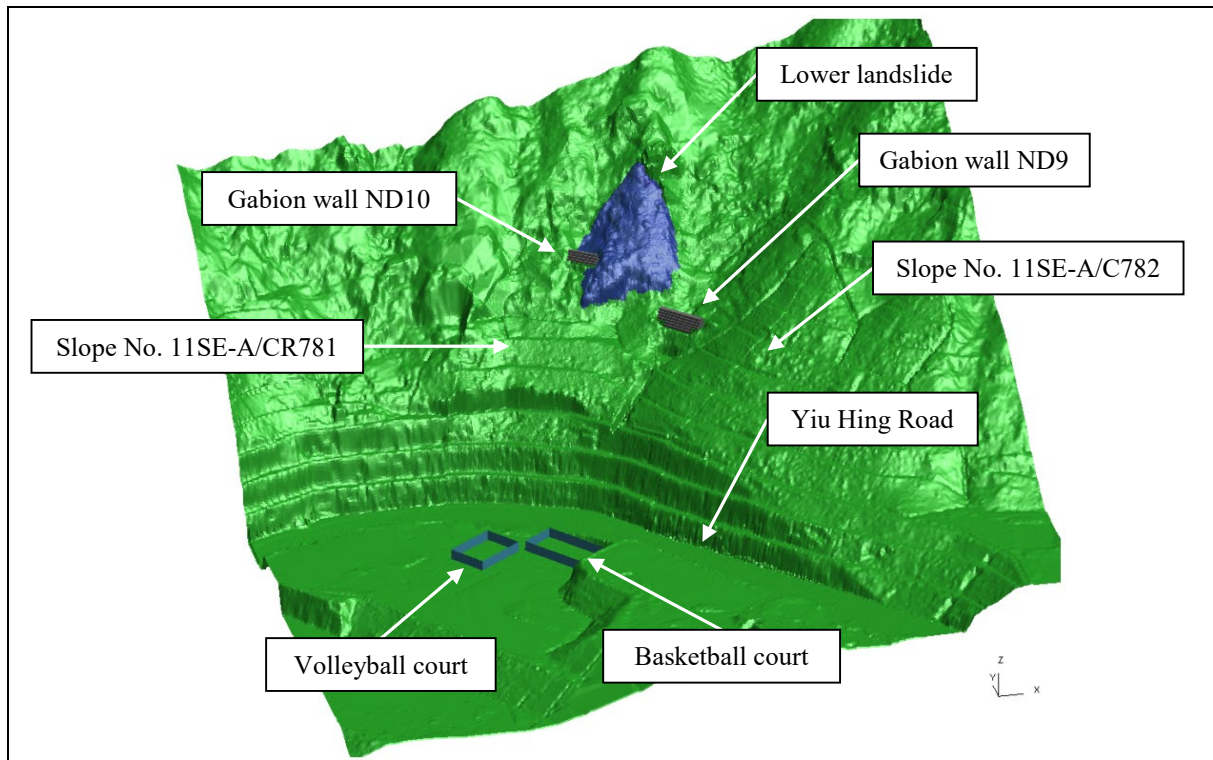 Lower landslide
Gabion wall ND9
Gabion wall ND10
Slope No. 11SE-A/C782
Slope No. 11SE-A/CR781
Yiu Hing Road
Volleyball court
Basketball court
Z
Y
X